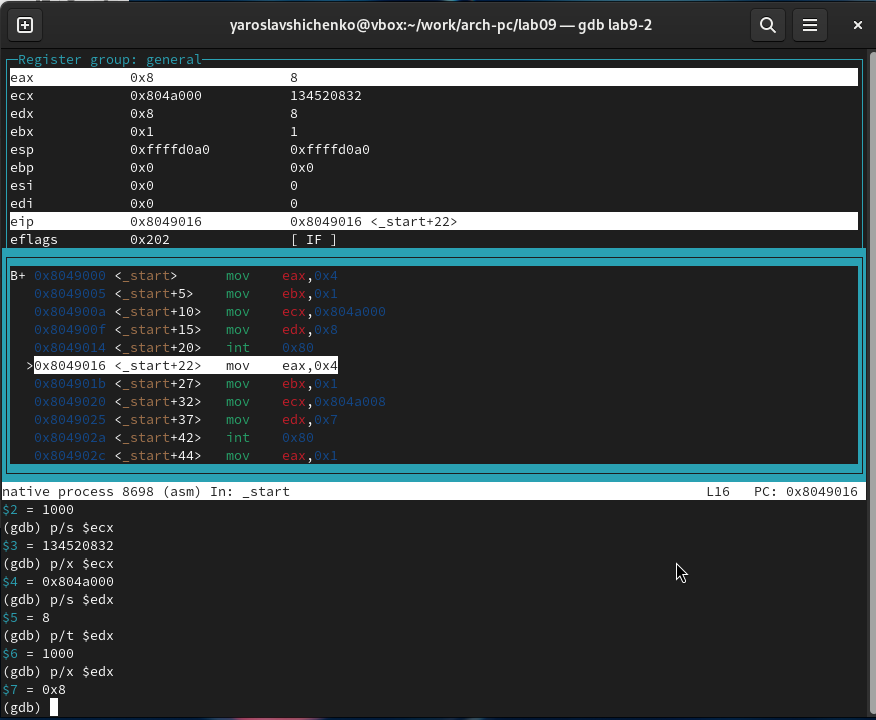 yaroslavshichenko@vbox:~/work/arch-pc/lab09 — gdb lab9-2
Register group: general
eax 0x8 8
ecx 0x804a000 134520832
edx 0x8 8
ebx 0x1 1
esp 0xffffd0a0 0xffffd0a0
ebp 0x0 0x0
esi 0x0 0
edi 0x0 0
eip 0x8049016 0x8049016 <_start+22>
eflags 0x202 [ IF ]
B+ 0x8049000 <_start> mov eax,0x4
0x8049005 <_start+5> mov ebx,0x1
0x804900a <_start+10> mov ecx,0x804a000
0x804900f <_start+15> mov edx,0x8
0x8049014 <_start+20> int 0x80
>0x8049016 <_start+22> mov eax,0x4
0x804901b <_start+27> mov ebx,0x1
0x8049020 <_start+32> mov ecx,0x804a008
0x8049025 <_start+37> mov edx,0x7
0x804902a <_start+42> int 0x80
0x804902c <_start+44> mov eax,0x1
native process 8698 (asm) In: _start L16 PC: 0x8049016
$2 = 1000
(gdb) p/s $ecx
$3 = 134520832
(gdb) p/x $ecx
$4 = 0x804a000
(gdb) p/s $edx
$5 = 8
(gdb) p/t $edx
$6 = 1000
(gdb) p/x $edx
$7 = 0x8
(gdb)